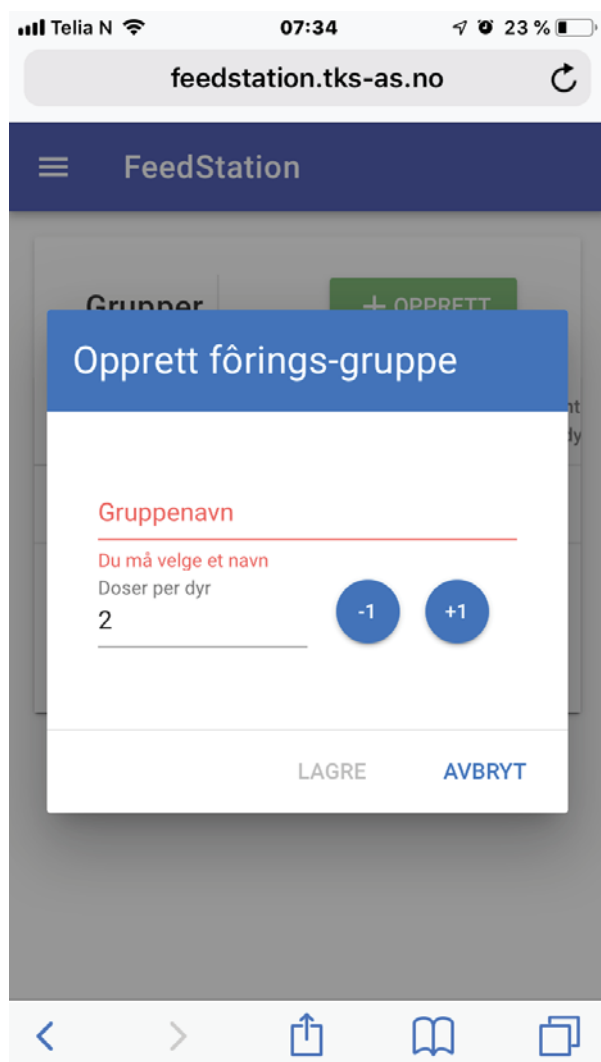 Telia N 07:34 23 %
feedstation.tks-as.no
FeedStation
Grupper + OPPRETT
Opprett fôrings-gruppe
Gruppenavn
Du må velge et navn
Doser per dyr
2 -1 +1
LAGRE AVBRYT